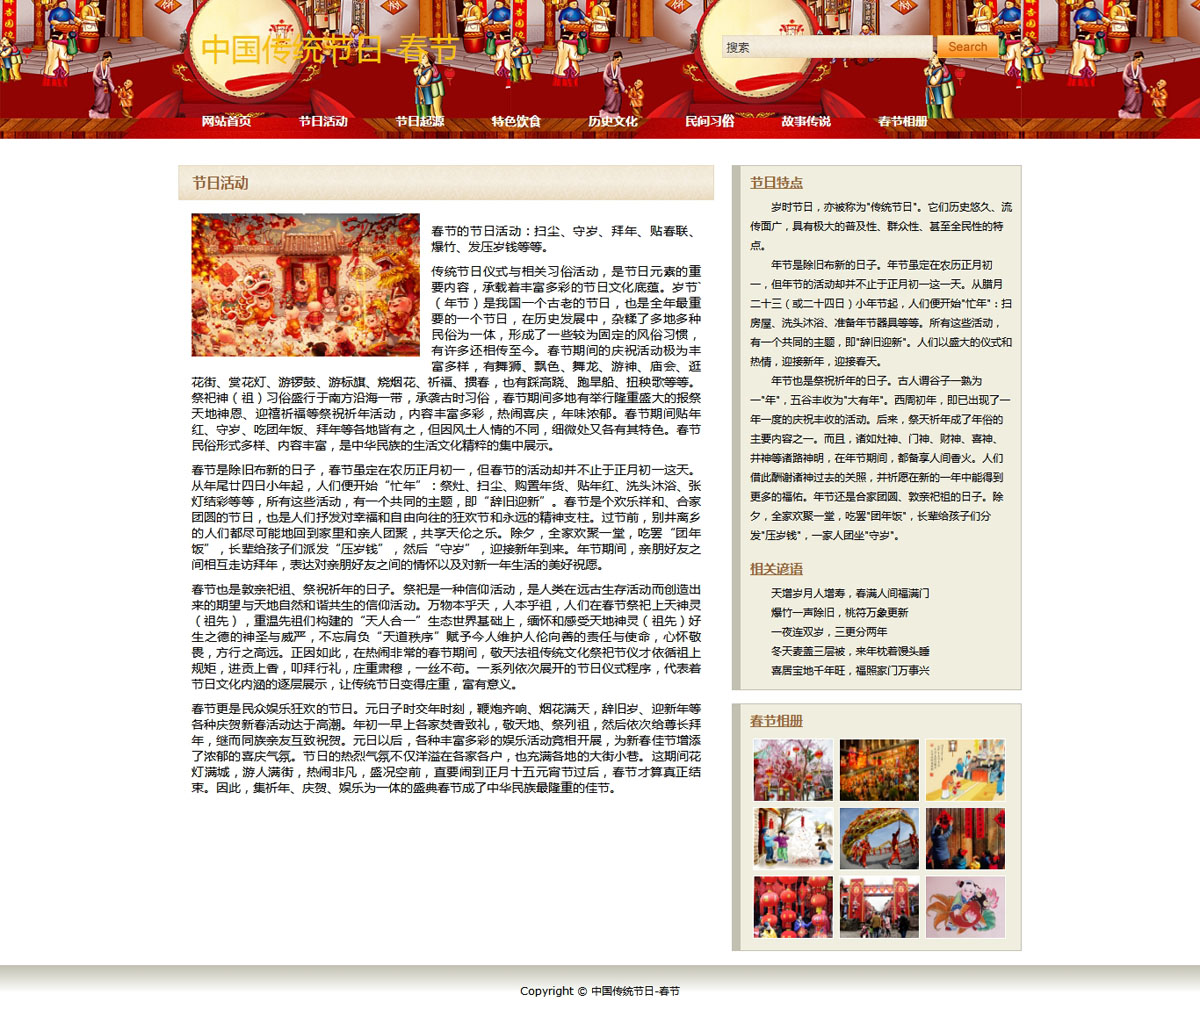 中国传统节日-春节
搜索
Search
网站首页 节日活动 节日起源 特色饮食 历史文化 民间习俗 故事传说 春节相册
节日活动
春节的节日活动：扫尘、守岁、拜年、贴春联、
爆竹、发压岁钱等等。
传统节日仪式与相关习俗活动，是节日元素的重
要内容，承载着丰富多彩的节日文化底蕴。岁节`
（年节）是我国一个古老的节日，也是全年最重
要的一个节日，在历史发展中，杂糅了多地多种
民俗为一体，形成了一些较为固定的风俗习惯，
有许多还相传至今。春节期间的庆祝活动极为丰
富多样，有舞狮、飘色、舞龙、游神、庙会、逛
花街、赏花灯、游锣鼓、游标旗、烧烟花、祈福、掼春，也有踩高跷、跑旱船、扭秧歌等等。
祭祀神（祖）习俗盛行于南方沿海一带，承袭古时习俗，春节期间多地有举行隆重盛大的报祭
天地神恩、迎禧祈福等祭祝祈年活动，内容丰富多彩，热闹喜庆，年味浓郁。春节期间贴年
红、守岁、吃团年饭、拜年等各地皆有之，但因风土人情的不同，细微处又各有其特色。春节
民俗形式多样、内容丰富，是中华民族的生活文化精粹的集中展示。
春节是除旧布新的日子，春节虽定在农历正月初一，但春节的活动却并不止于正月初一这天。
从年尾廿四日小年起，人们便开始“忙年”：祭灶、扫尘、购置年货、贴年红、洗头沐浴、张
灯结彩等等，所有这些活动，有一个共同的主题，即“辞旧迎新”。春节是个欢乐祥和、合家
团圆的节日，也是人们抒发对幸福和自由向往的狂欢节和永远的精神支柱。过节前，别井离乡
的人们都尽可能地回到家里和亲人团聚，共享天伦之乐。除夕，全家欢聚一堂，吃罢“团年
饭”，长辈给孩子们派发“压岁钱”，然后“守岁”，迎接新年到来。年节期间，亲朋好友之
间相互走访拜年，表达对亲朋好友之间的情怀以及对新一年生活的美好祝愿。
春节也是敦亲祀祖、祭祝祈年的日子。祭祀是一种信仰活动，是人类在远古生存活动而创造出
来的期望与天地自然和谐共生的信仰活动。万物本乎天，人本乎祖，人们在春节祭祀上天神灵
（祖先），重温先祖们构建的“天人合一”生态世界基础上，缅怀和感受天地神灵（祖先）好
生之德的神圣与威严，不忘肩负“天道秩序”赋予今人维护人伦向善的责任与使命，心怀敬
畏，方行之高远。正因如此，在热闹非常的春节期间，敬天法祖传统文化祭祀节仪才依循祖上
规矩，进贡上香，叩拜行礼，庄重肃穆，一丝不苟。一系列依次展开的节日仪式程序，代表着
节日文化内涵的逐层展示，让传统节日变得庄重，富有意义。
春节更是民众娱乐狂欢的节日。元日子时交年时刻，鞭炮齐响、烟花满天，辞旧岁、迎新年等
各种庆贺新春活动达于高潮。年初一早上各家焚香致礼，敬天地、祭列祖，然后依次给尊长拜
年，继而同族亲友互致祝贺。元日以后，各种丰富多彩的娱乐活动竞相开展，为新春佳节增添
了浓郁的喜庆气氛。节日的热烈气氛不仅洋溢在各家各户，也充满各地的大街小巷。这期间花
灯满城，游人满街，热闹非凡，盛况空前，直要闹到正月十五元宵节过后，春节才算真正结
束。因此，集祈年、庆贺、娱乐为一体的盛典春节成了中华民族最隆重的佳节。
节日特点
岁时节日，亦被称为"传统节日"。它们历史悠久、流
传面广，具有极大的普及性、群众性、甚至全民性的特
点。
年节是除旧布新的日子。年节虽定在农历正月初
一，但年节的活动却并不止于正月初一这一天。从腊月
二十三（或二十四日）小年节起，人们便开始"忙年"：扫
房屋、洗头沐浴、准备年节器具等等。所有这些活动，
有一个共同的主题，即"辞旧迎新"。人们以盛大的仪式和
热情，迎接新年，迎接春天。
年节也是祭祝祈年的日子。古人谓谷子一熟为
一"年"，五谷丰收为"大有年"。西周初年，即已出现了一
年一度的庆祝丰收的活动。后来，祭天祈年成了年俗的
主要内容之一。而且，诸如灶神、门神、财神、喜神、
井神等诸路神明，在年节期间，都备享人间香火。人们
借此酬谢诸神过去的关照，并祈愿在新的一年中能得到
更多的福佑。年节还是合家团圆、敦亲祀祖的日子。除
夕，全家欢聚一堂，吃罢"团年饭"，长辈给孩子们分
发"压岁钱"，一家人团坐"守岁"。
相关谚语
天增岁月人增寿，春满人间福满门
爆竹一声除旧，桃符万象更新
一夜连双岁，三更分两年
冬天麦盖三层被，来年枕着馒头睡
喜居宝地千年旺，福照家门万事兴
春节相册
Copyright © 中国传统节日-春节